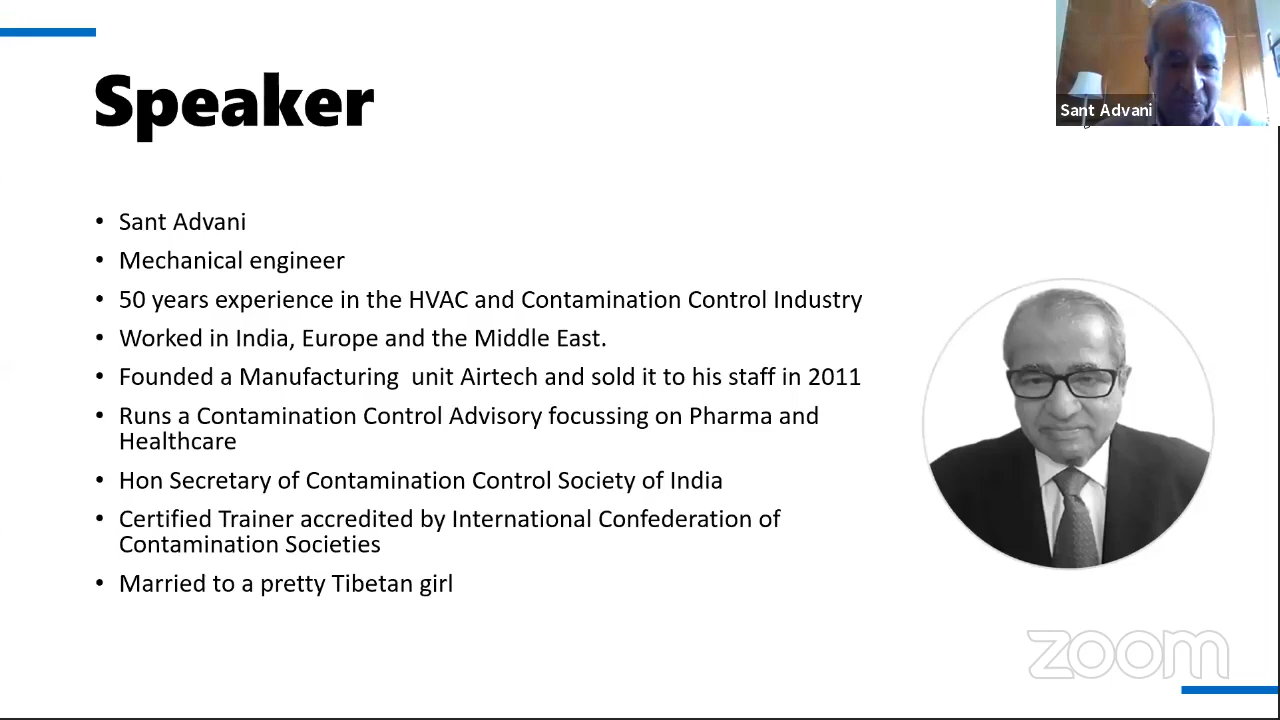 Speaker
Sant Advani
• Sant Advani
• Mechanical engineer
• 50 years experience in the HVAC and Contamination Control Industry
• Worked in India, Europe and the Middle East.
• Founded a Manufacturing  unit Airtech and sold it to his staff in 2011
• Runs a Contamination Control Advisory focussing on Pharma and
Healthcare
• Hon Secretary of Contamination Control Society of India
• Certified Trainer accredited by International Confederation of
Contamination Societies
• Married to a pretty Tibetan girl
zoom